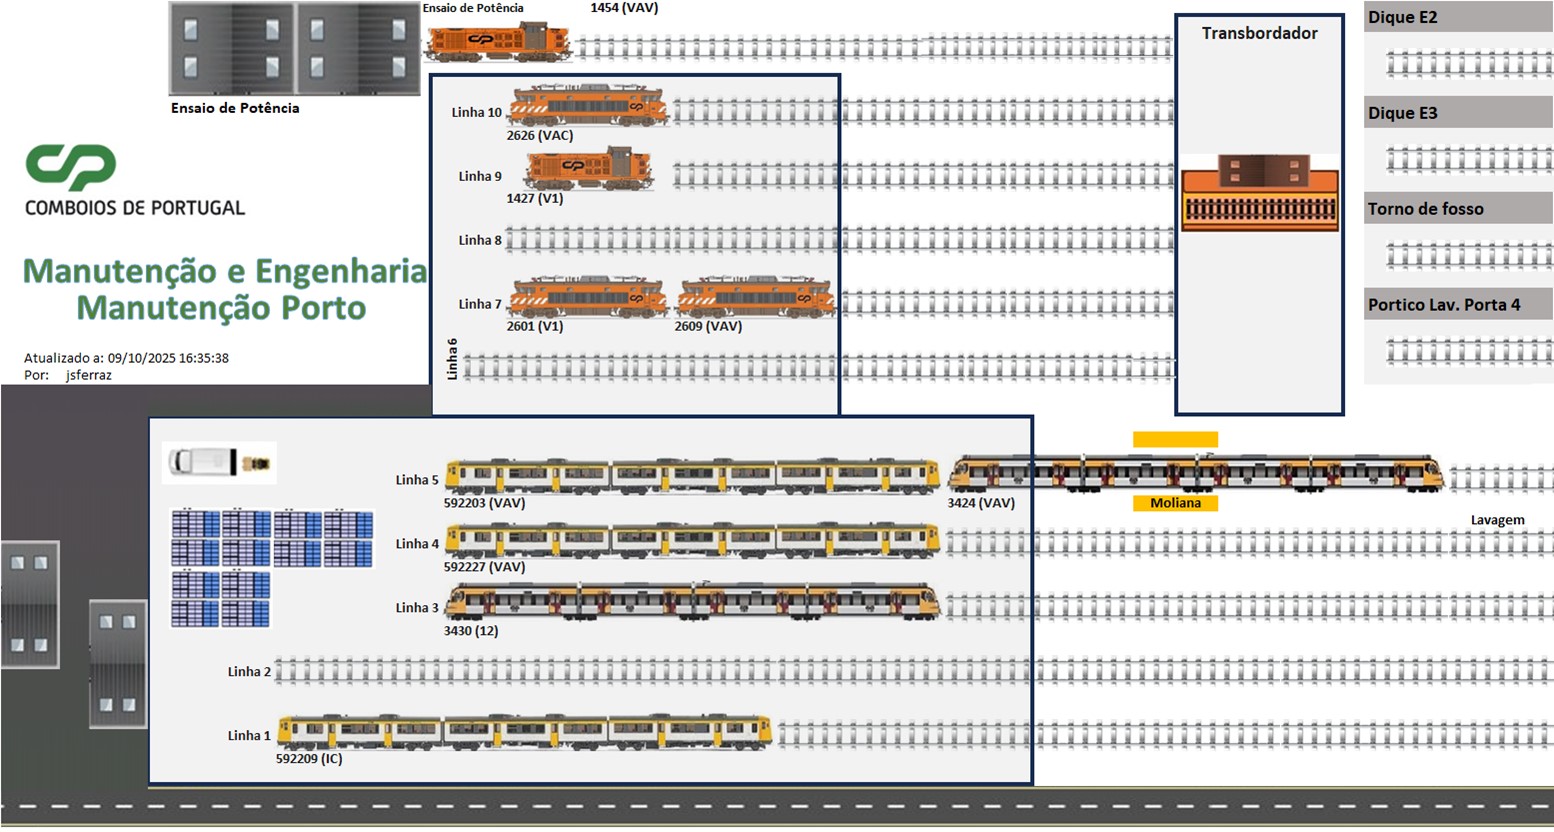 Ensaio de Potência
1454 (VAV)
Ensaio de Potência
Transbordador
Dique E2
Dique E3
Torno de fosso
Portico Lav. Porta 4
CP
COMBOIOS DE PORTUGAL
Manutenção e Engenharia
Manutenção Porto
Atualizado a: 09/10/2025 16:35:38
Por: jsferraz
Linha 10
2626 (VAC)
Linha 9
1427 (V1)
Linha 8
Linha 7
2601 (V1)
2609 (VAV)
Linha 6
Linha 5
592203 (VAV)
3424 (VAV)
Moliana
Lavagem
Linha 4
592227 (VAV)
Linha 3
3430 (12)
Linha 2
Linha 1
592209 (IC)